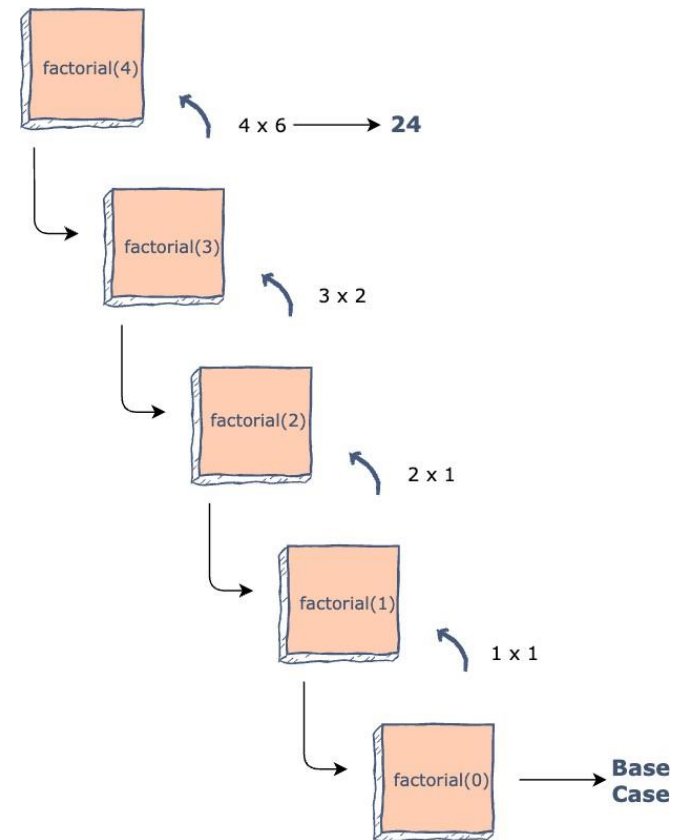 factorial(4)
4 x 6
24
factorial(3)
3 x 2
factorial(2)
2 x 1
factorial(1)
1 x 1
factorial(0)
Base
Case